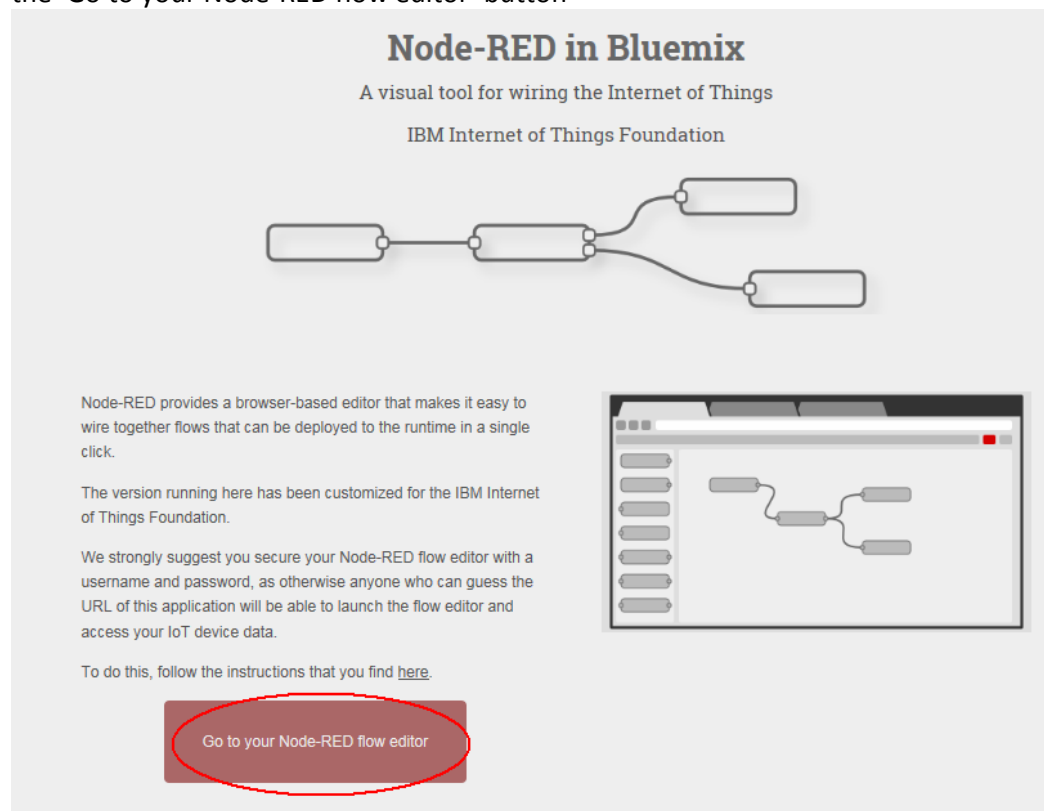 the "Go to your Node-RED flow editor" button
Node-RED in Bluemix
A visual tool for wiring the Internet of Things
IBM Internet of Things Foundation
Node-RED provides a browser-based editor that makes it easy to
wire together flows that can be deployed to the runtime in a single
click.
The version running here has been customized for the IBM Internet
of Things Foundation.
We strongly suggest you secure your Node-RED flow editor with a
username and password, as otherwise anyone who can guess the
URL of this application will be able to launch the flow editor and
access your IoT device data.
To do this, follow the instructions that you find here.
Go to your Node-RED flow editor